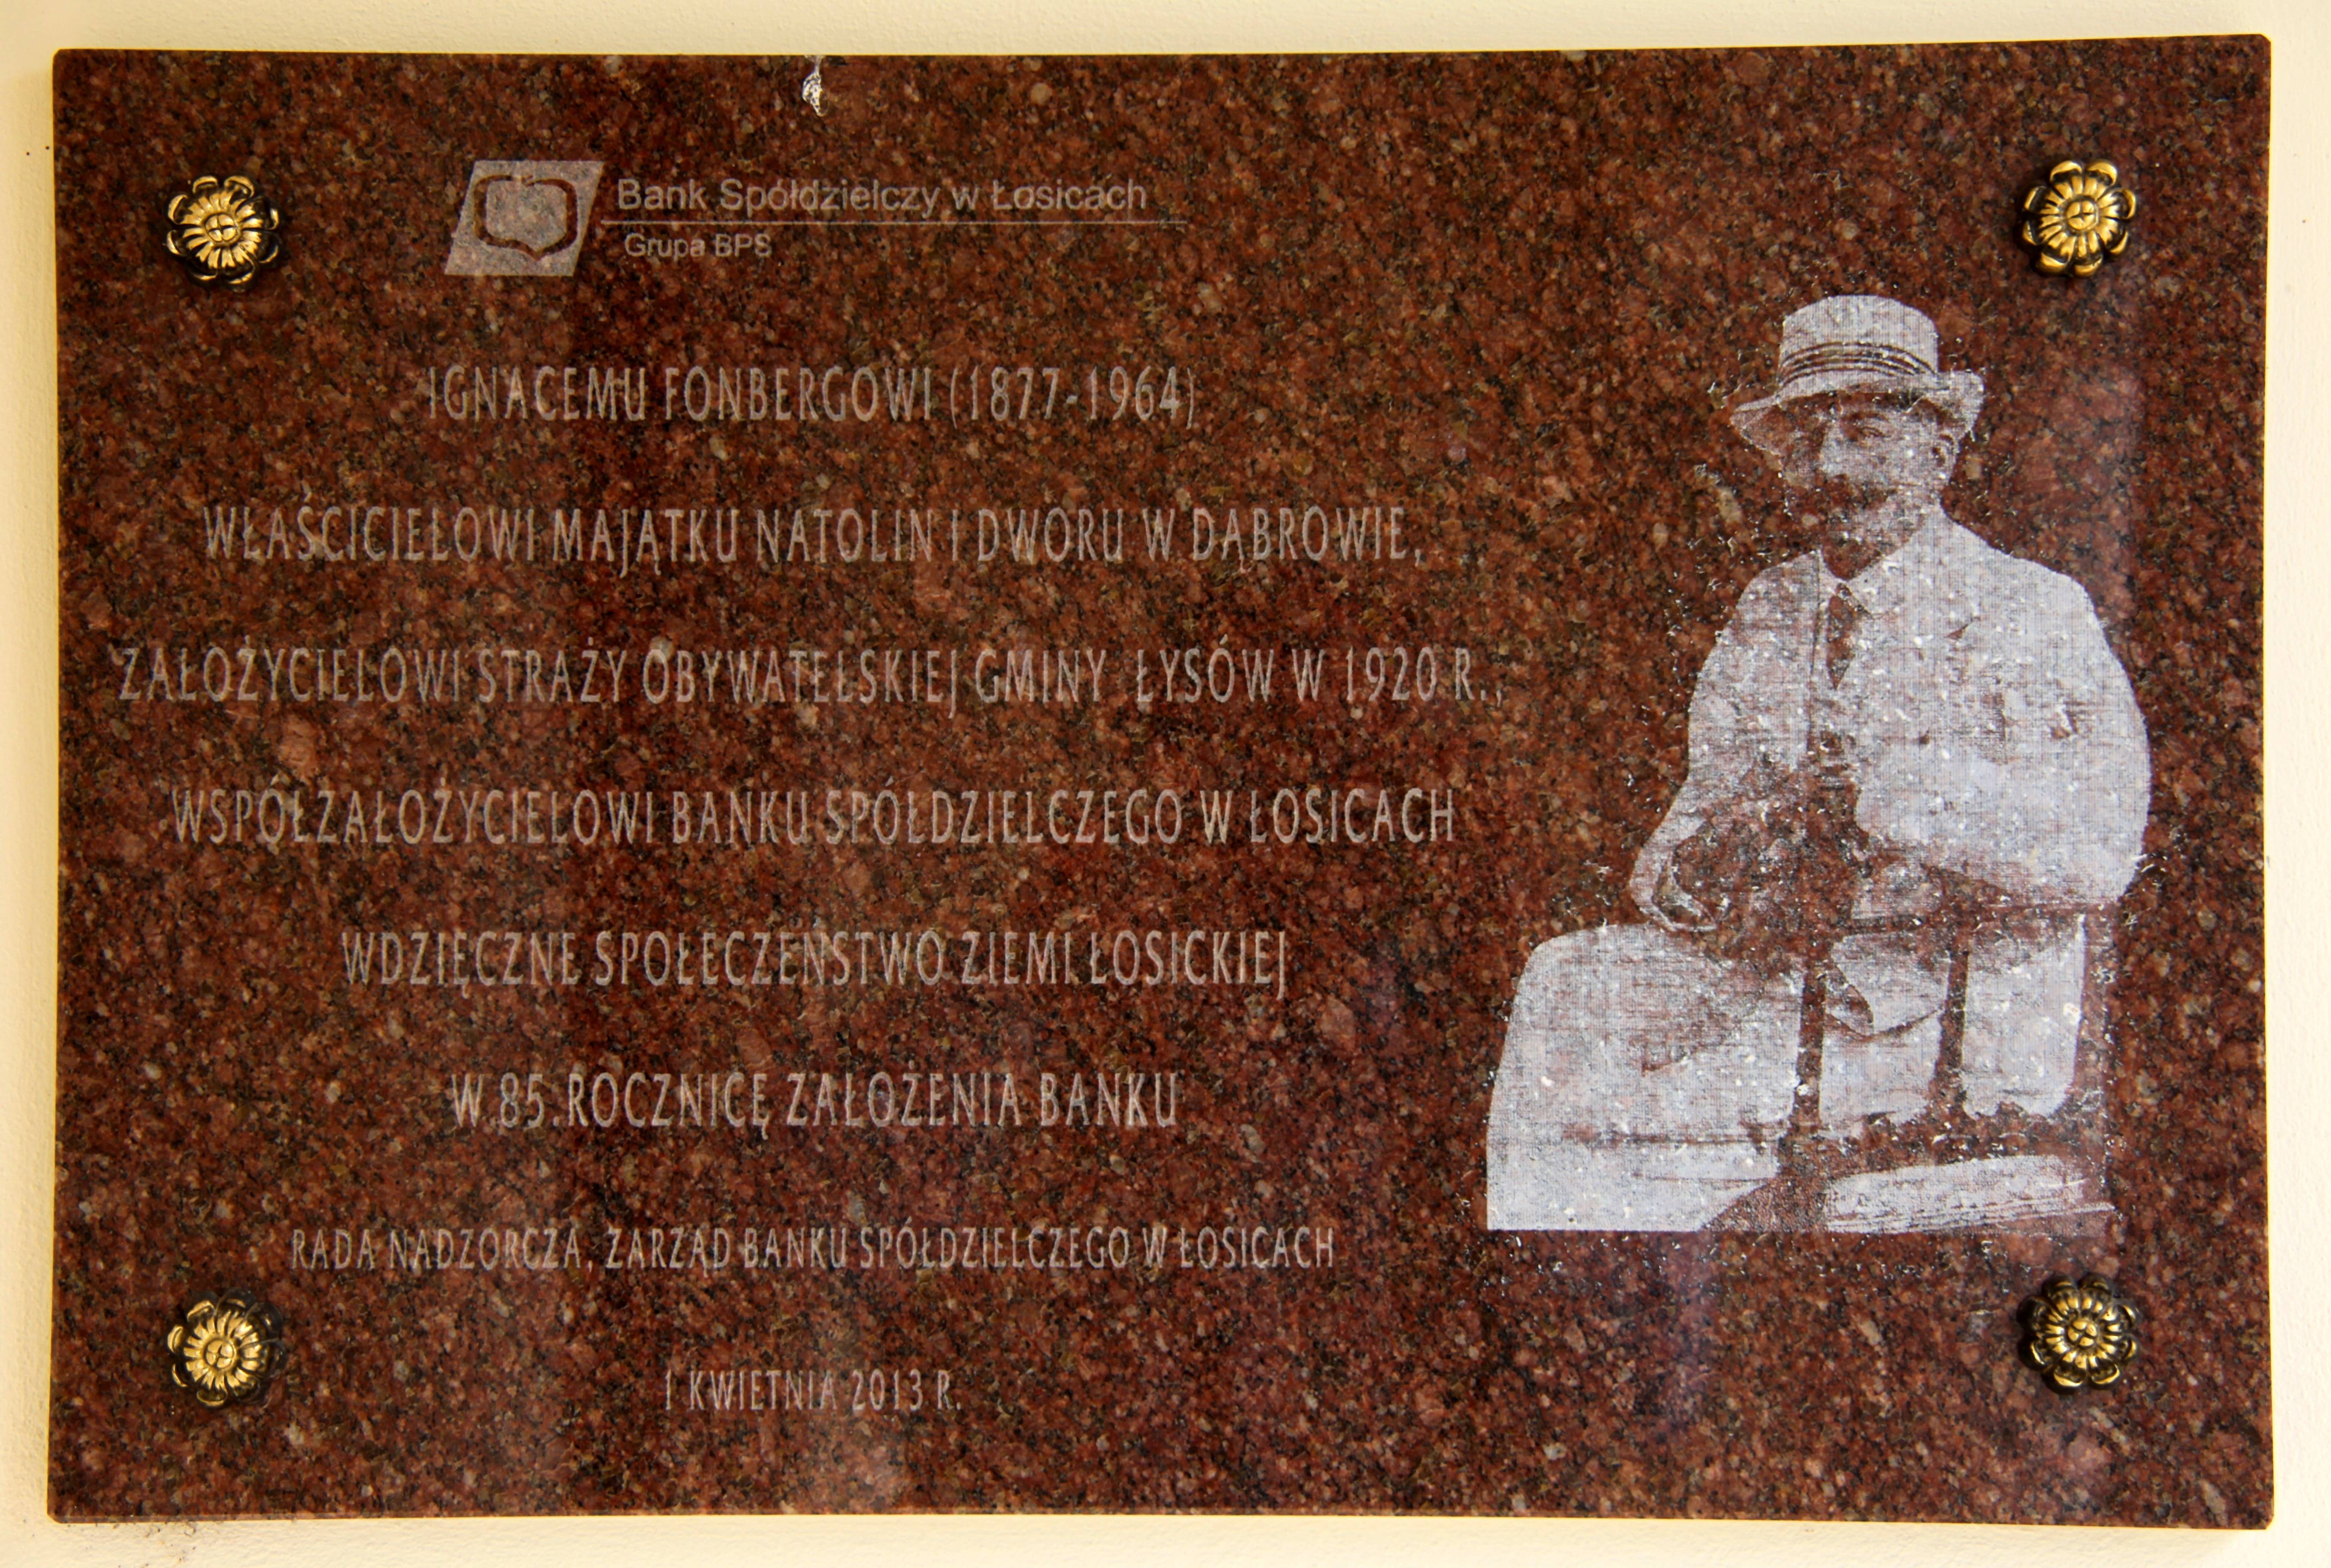 Bank Spółdzielczy w Łosicach
Grupa BPS
IGNACEMU FONBERGOWI (1877-1964)
WŁAŚCICIELOWI MAJĄTKU NATOLIN I DWORU W DĄBROWIE,
ZAŁOŻYCIELOWI STRAŻY OBYWATELSKIEJ GMINY ŁYSÓW W 1920 R.,
WSPÓŁZAŁOŻYCIELOWI BANKU SPÓŁDZIELCZEGO W ŁOSICACH
WDZIĘCZNE SPOŁECZEŃSTWO ZIEMI ŁOSICKIEJ
W 85.ROCZNICĘ ZAŁOŻENIA BANKU
RADA NADZORCZA, ZARZĄD BANKU SPÓŁDZIELCZEGO W ŁOSICACH
1 KWIETNIA 2013 R.